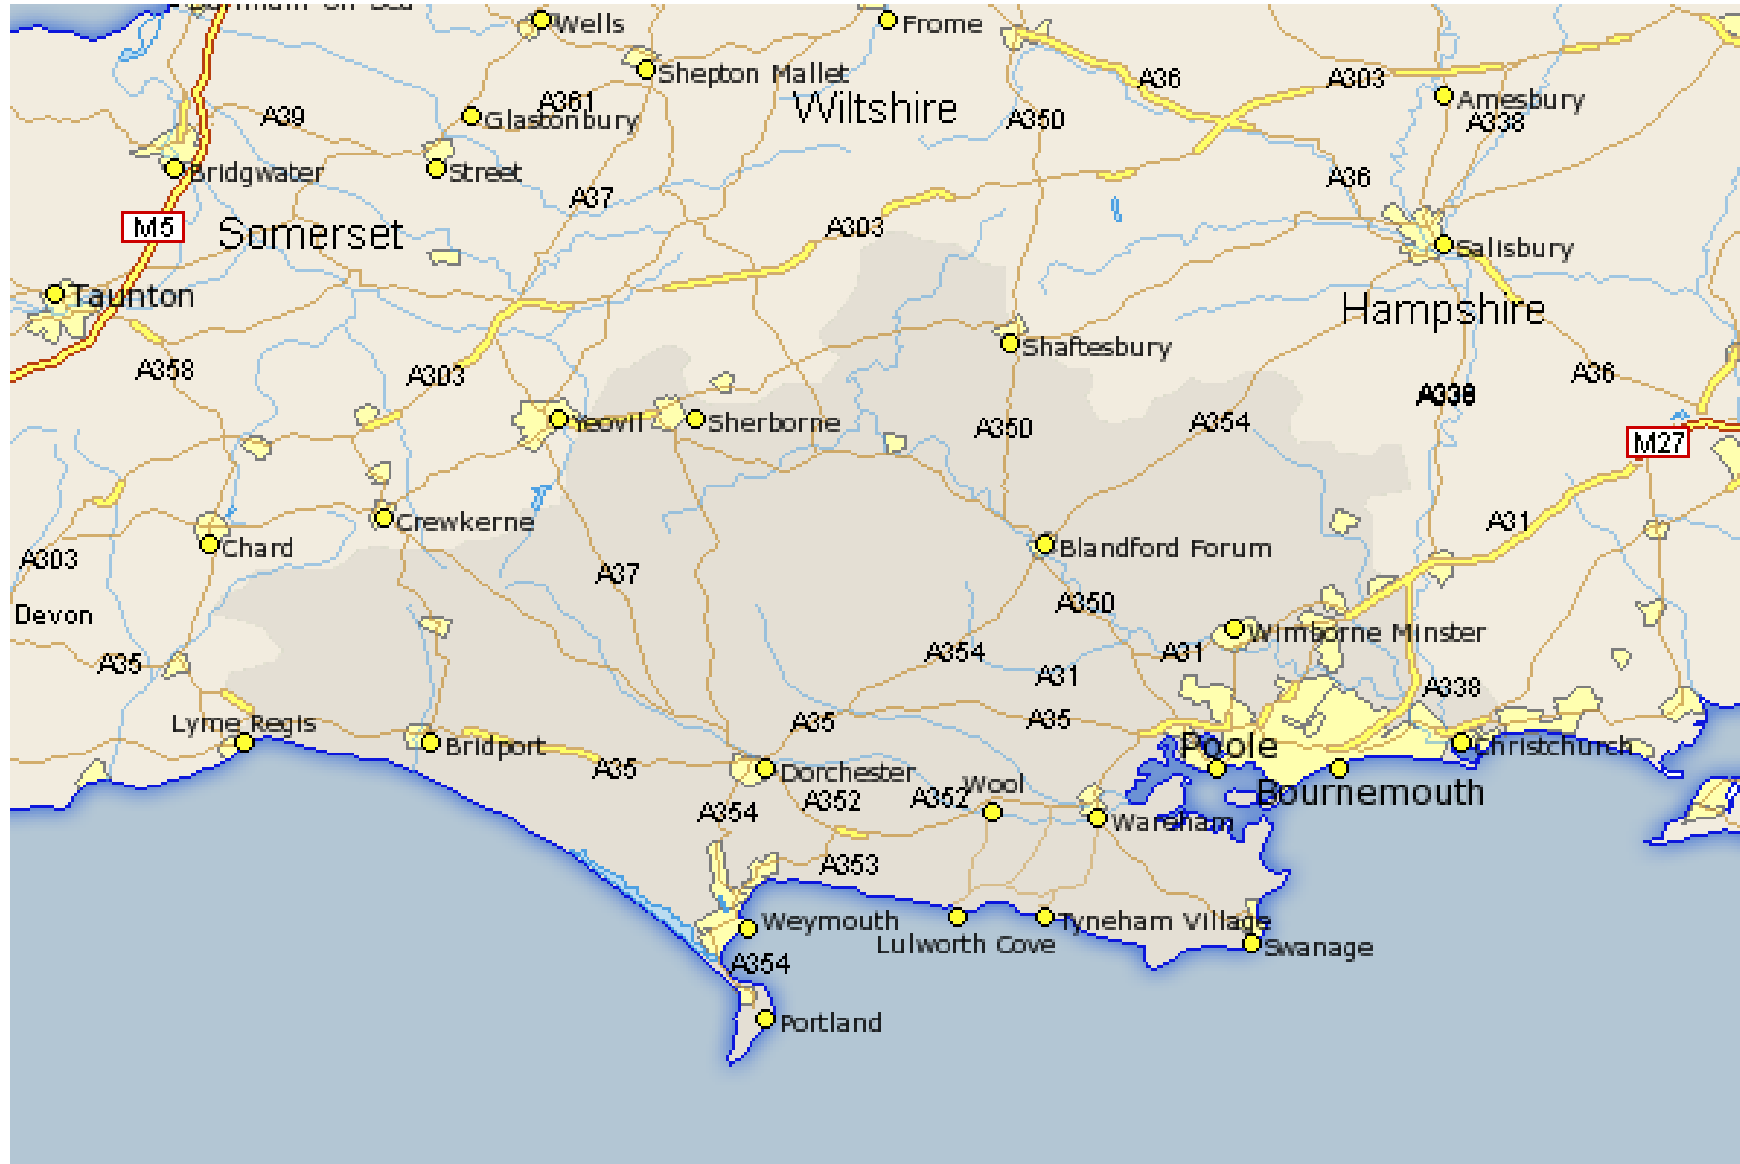 Wells
Frome
Shepton Mallet
A36
A303
Wiltshire
Amesbury
A361
A39
Glastonbury
A350
A338
Bridgwater
Street
A36
A37
M5
Somerset
A303
Salisbury
Taunton
Hampshire
Shaftesbury
A358
A303
A36
A338
Yeovil
Sherborne
A350
A354
M27
Crewkerne
A31
Chard
Blandford Forum
A303
A37
A350
Devon
Wimborne Minster
A35
A354
A31
A31
A338
Lyme Regis
A35
A35
Bridport
Poole
Christchurch
A35
Dorchester
Wool
Bournemouth
A354
A352
A352
Wareham
A353
Weymouth
Tyneham Village
Lulworth Cove
Swanage
A354
Portland